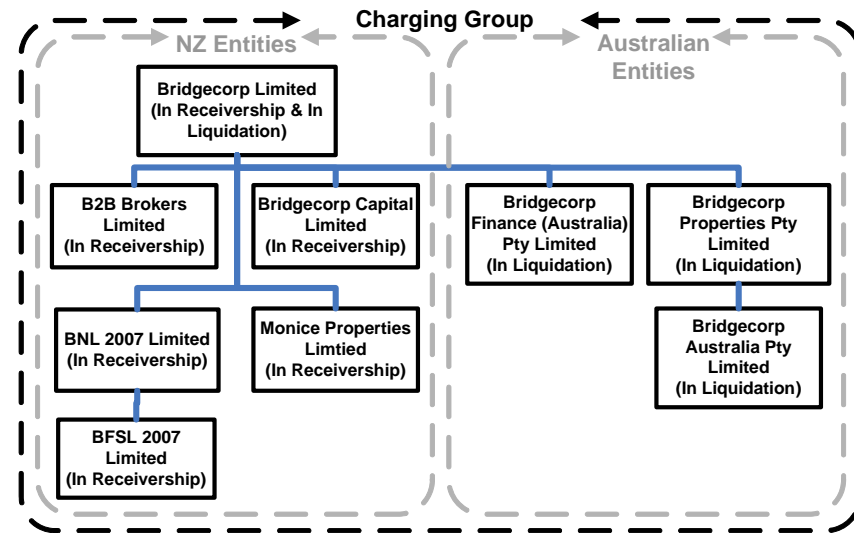 Charging Group
NZ Entities
Australian
Entities
Bridgecorp Limited
(In Receivership & In
Liquidation)
B2B Brokers
Limited
(In Receivership)
Bridgecorp Capital
Limited
(In Receivership)
Bridgecorp
Finance (Australia)
Pty Limited
(In Liquidation)
Bridgecorp
Properties Pty
Limited
(In Liquidation)
BNL 2007 Limited
(In Receivership)
Monice Properties
Limtied
(In Receivership)
Bridgecorp
Australia Pty
Limited
(In Liquidation)
BFSL 2007
Limited
(In Receivership)